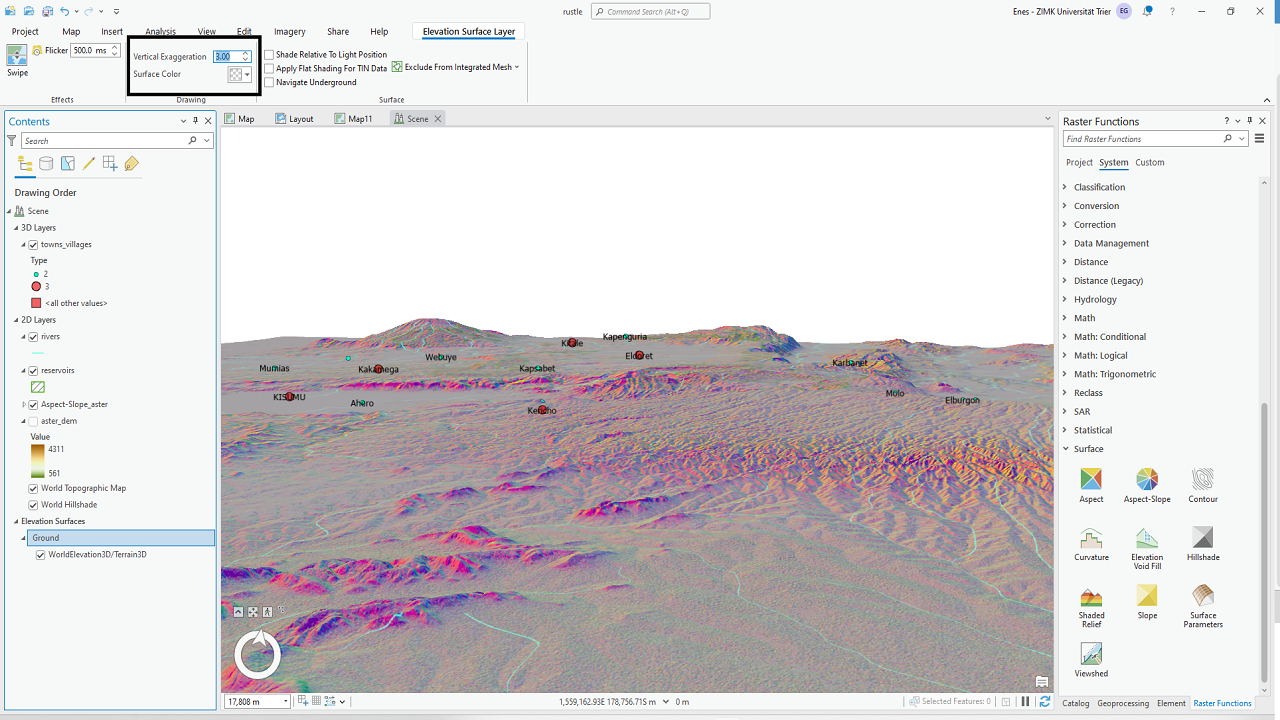 rustle
Command Search (Alt+Q)
Enes - ZIMK Universität Trier
EG
?
Project
Map
Insert
Analysis
View
Edit
Imagery
Share
Help
Elevation Surface Layer
Swipe
Flicker 500.0 ms
Effects
Vertical Exaggeration 3.00
Surface Color
Drawing
Shade Relative To Light Position
Apply Flat Shading For TIN Data
Navigate Underground
Exclude From Integrated Mesh
Surface
Contents
Search
Drawing Order
Scene
3D Layers
towns_villages
Type
2
3
<all other values>
2D Layers
rivers
reservoirs
Aspect-Slope_aster
aster_dem
Value
4311
561
World Topographic Map
World Hillshade
Elevation Surfaces
Ground
WorldElevation3D/Terrain3D
Map
Layout
Map11
Scene
Kapenguria
Kitale
Webuye
Eldoret
Mumias
Kakamega
Kapsabet
Karbanet
KISUMU
Ahero
Molo
Elburgon
Kericho
17,808 m
1,559,162.93E 178,756.71S m
0 m
Selected Features: 0
Raster Functions
?
Find Raster Functions
Project
System
Custom
Classification
Conversion
Correction
Data Management
Distance
Distance (Legacy)
Hydrology
Math
Math: Conditional
Math: Logical
Math: Trigonometric
Reclass
SAR
Statistical
Surface
Aspect
Aspect-Slope
Contour
Curvature
Elevation
Void Fill
Hillshade
Shaded
Relief
Slope
Surface
Parameters
Viewshed
Catalog
Geoprocessing
Element
Raster Functions